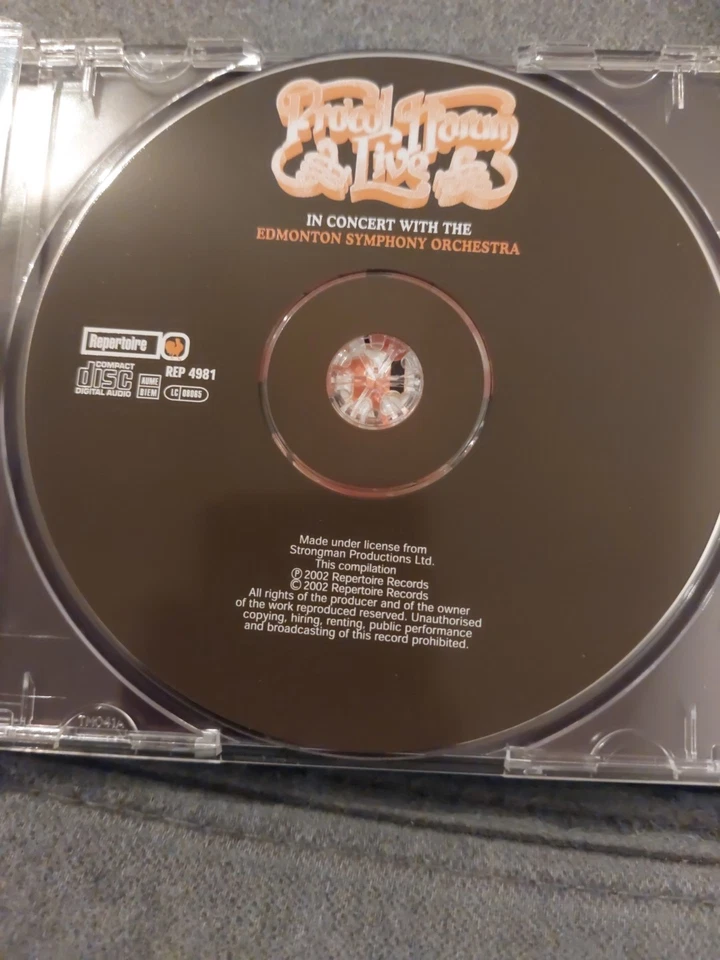 Procol Harum
Live
IN CONCERT WITH THE
EDMONTON SYMPHONY ORCHESTRA
Repertoire
COMPACT
disc
DIGITAL AUDIO
REP 4981
LC 08085
Made under license from
Strongman Productions Ltd.
This compilation
℗ 2002 Repertoire Records
© 2002 Repertoire Records
All rights of the producer and of the owner
of the work reproduced reserved. Unauthorised
copying, hiring, renting, public performance
and broadcasting of this record prohibited.